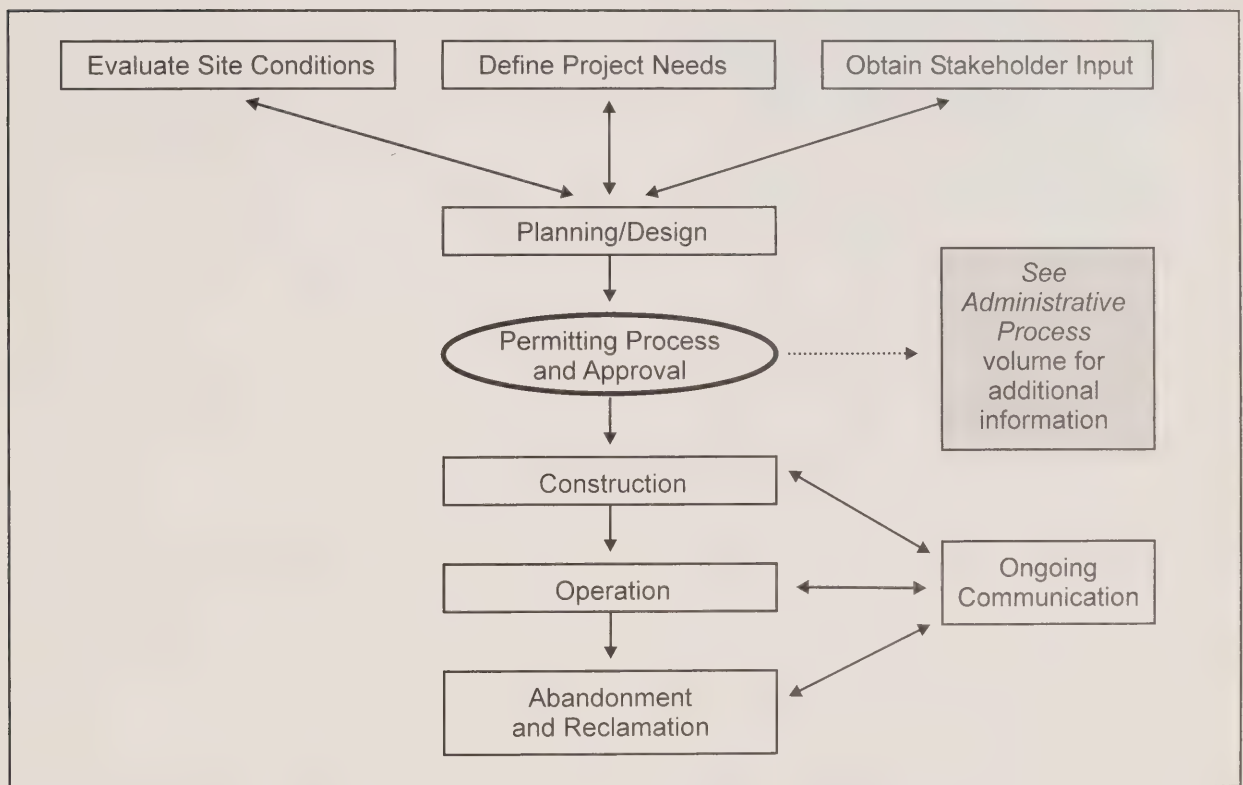 Evaluate Site Conditions
Define Project Needs
Obtain Stakeholder Input
Planning/Design
Permitting Process
and Approval
See
Administrative
Process
volume for
additional
information
Construction
Operation
Ongoing
Communication
Abandonment
and Reclamation